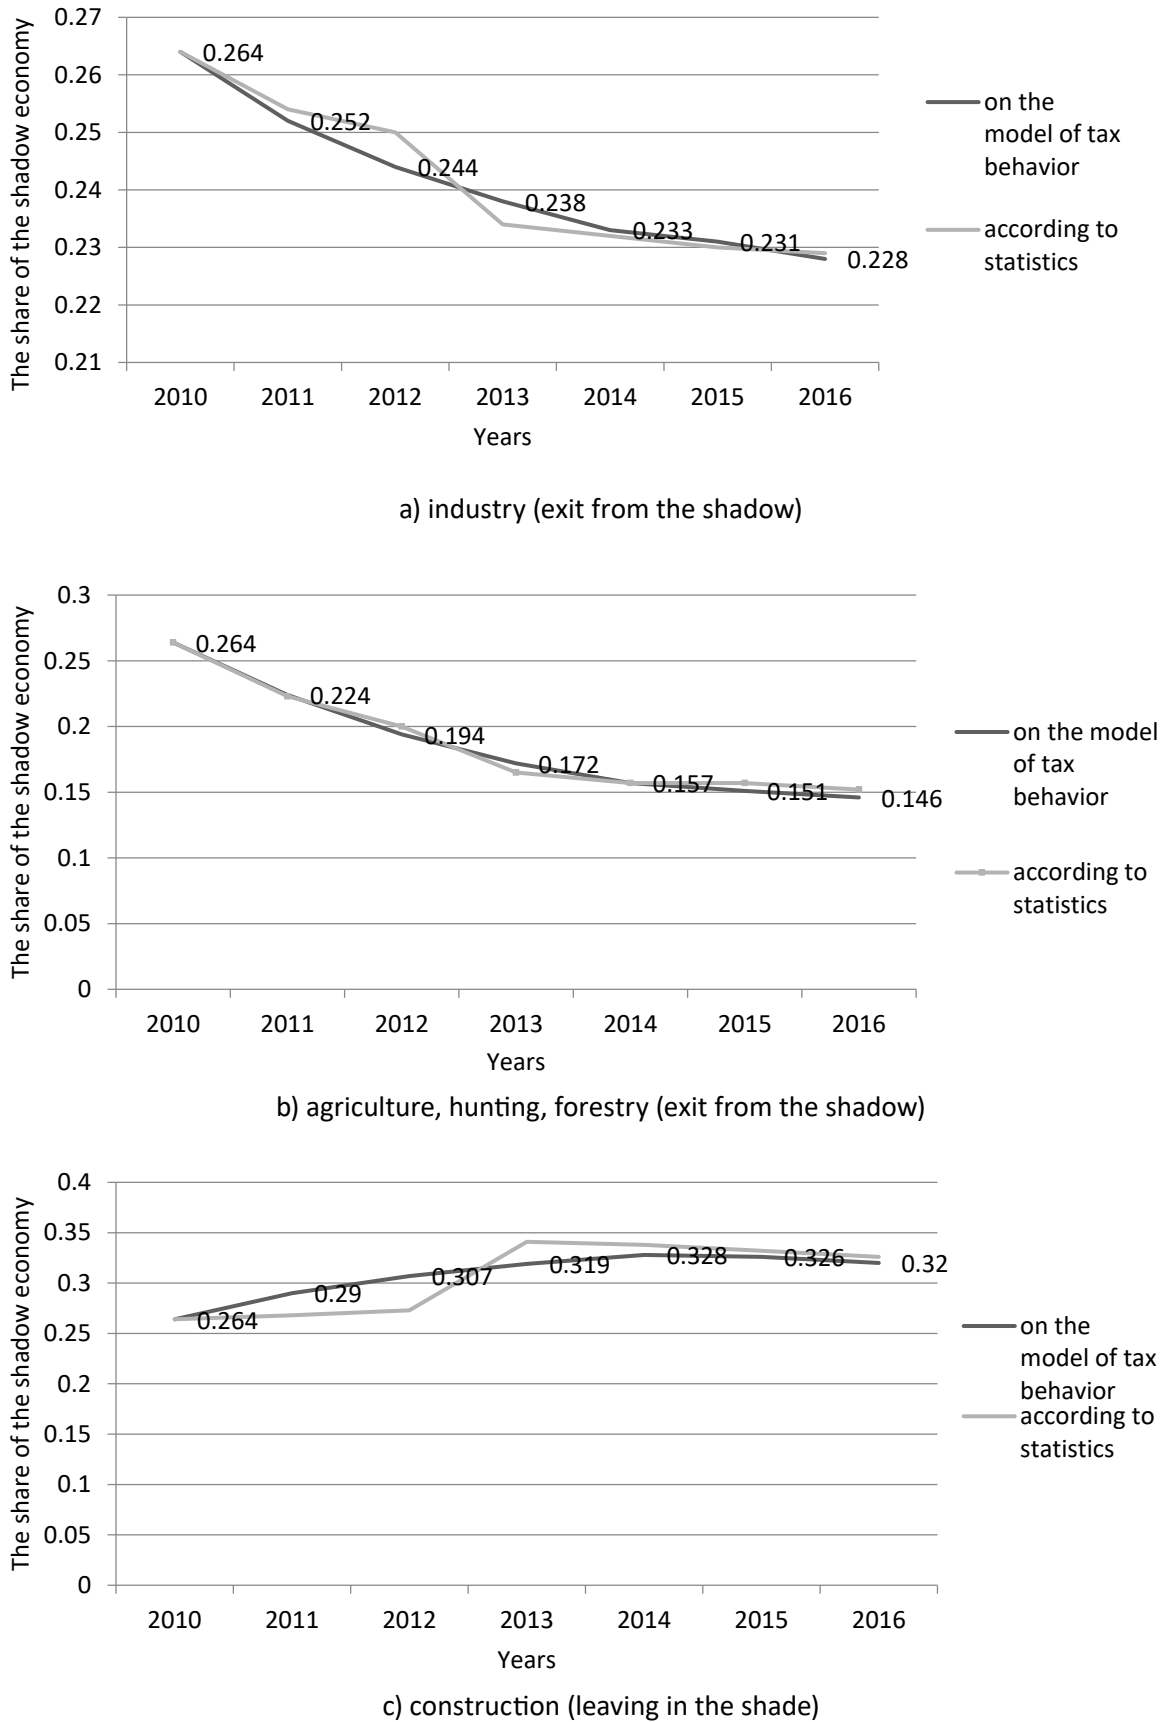 The share of the shadow economy
0.27
0.26
0.25
0.24
0.23
0.22
0.21
0.264
0.252
0.244
0.238
0.233
0.231
0.228
2010 2011 2012 2013 2014 2015 2016
Years
on the
model of tax
behavior
according to
statistics
a) industry (exit from the shadow)
The share of the shadow economy
0.3
0.25
0.2
0.15
0.1
0.05
0
0.264
0.224
0.194
0.172
0.157
0.151
0.146
2010 2011 2012 2013 2014 2015 2016
Years
on the model
of tax
behavior
according to
statistics
b) agriculture, hunting, forestry (exit from the shadow)
The share of the shadow economy
0.4
0.35
0.3
0.25
0.2
0.15
0.1
0.05
0
0.264
0.29
0.307
0.319
0.328
0.326
0.32
2010 2011 2012 2013 2014 2015 2016
Years
on the
model of tax
behavior
according to
statistics
c) construction (leaving in the shade)